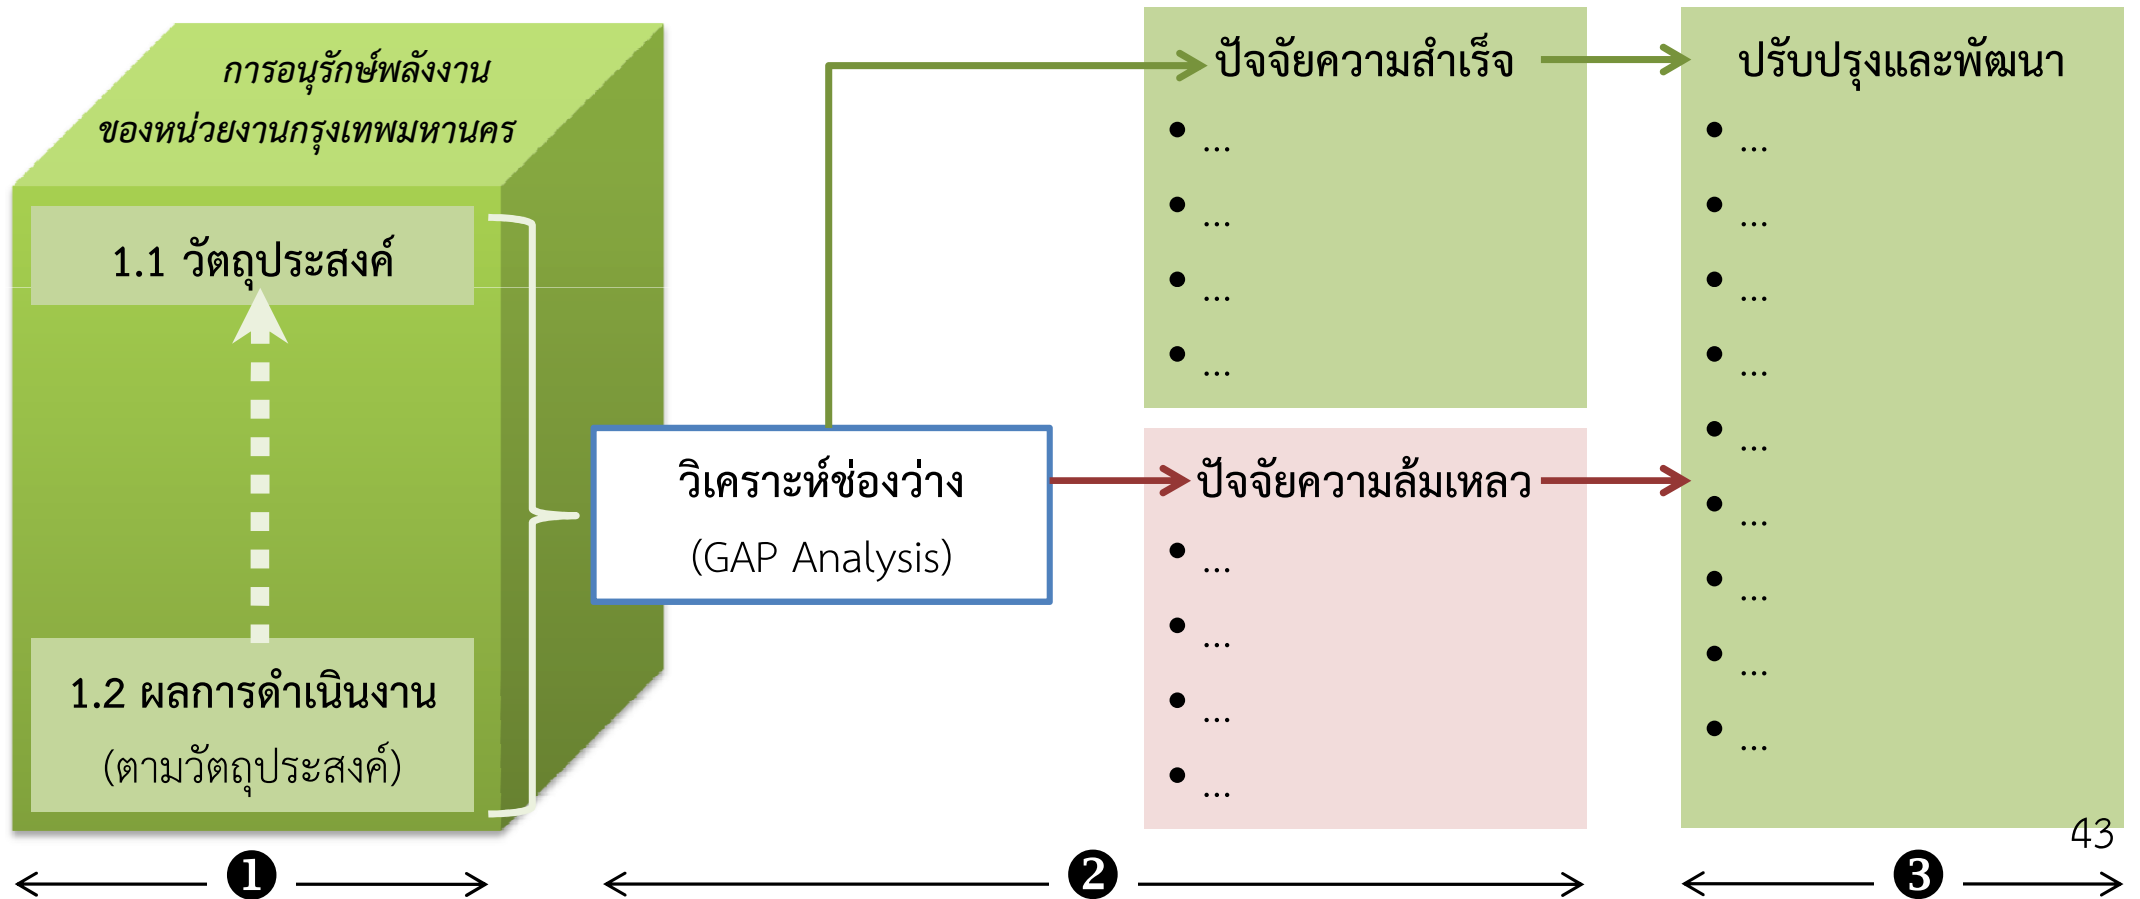 การอนุรักษ์พลังงาน
ของหน่วยงานกรุงเทพมหานคร
1.1 วัตถุประสงค์
1.2 ผลการดำเนินงาน
(ตามวัตถุประสงค์)
วิเคราะห์ช่องว่าง
(GAP Analysis)
ปัจจัยความสำเร็จ
• ...
• ...
• ...
• ...
ปัจจัยความล้มเหลว
• ...
• ...
• ...
• ...
ปรับปรุงและพัฒนา
• ...
• ...
• ...
• ...
• ...
• ...
• ...
• ...
• ...
43
❶
❷
❸